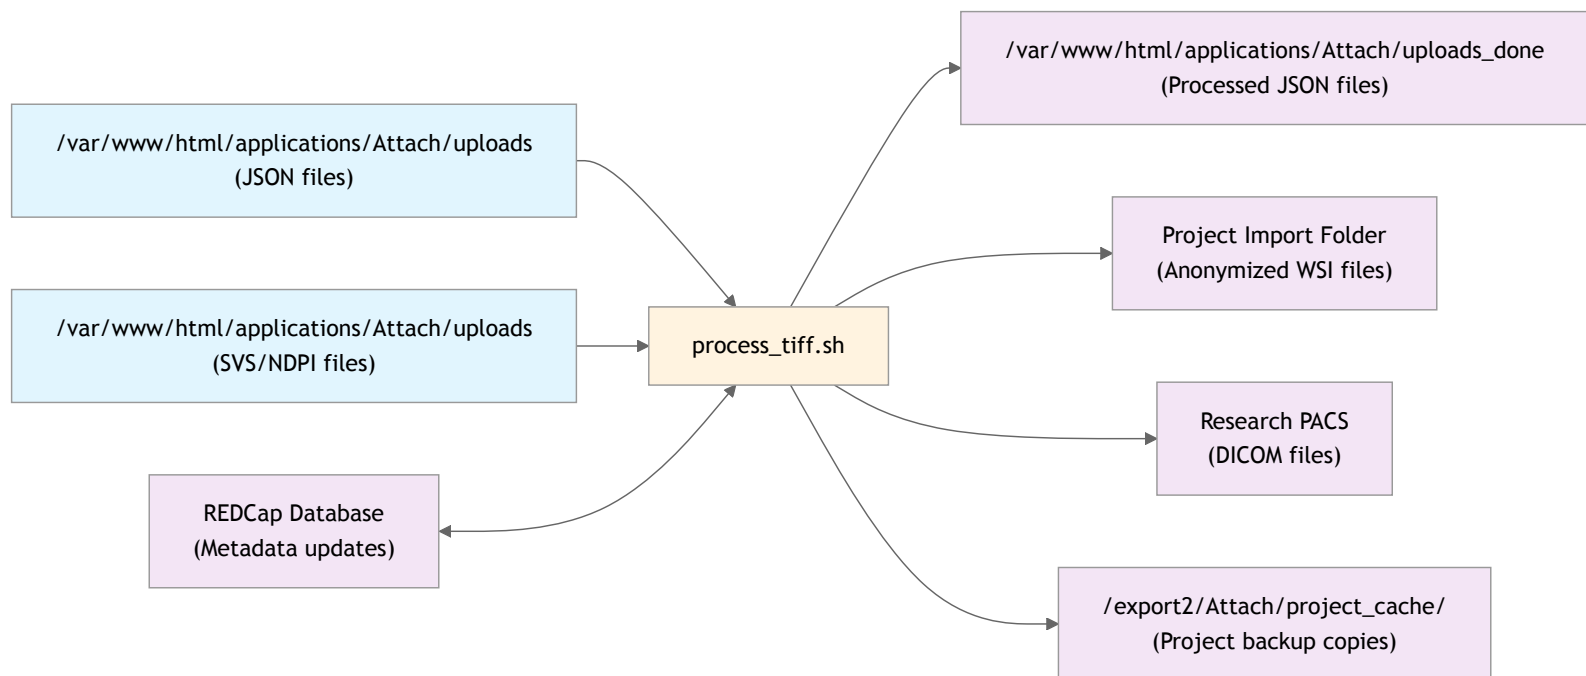 /var/www/html/applications/Attach/uploads
(JSON files)
/var/www/html/applications/Attach/uploads
(SVS/NDPI files)
REDCap Database
(Metadata updates)
process_tiff.sh
/var/www/html/applications/Attach/uploads_done
(Processed JSON files)
Project Import Folder
(Anonymized WSI files)
Research PACS
(DICOM files)
/export2/Attach/project_cache/
(Project backup copies)